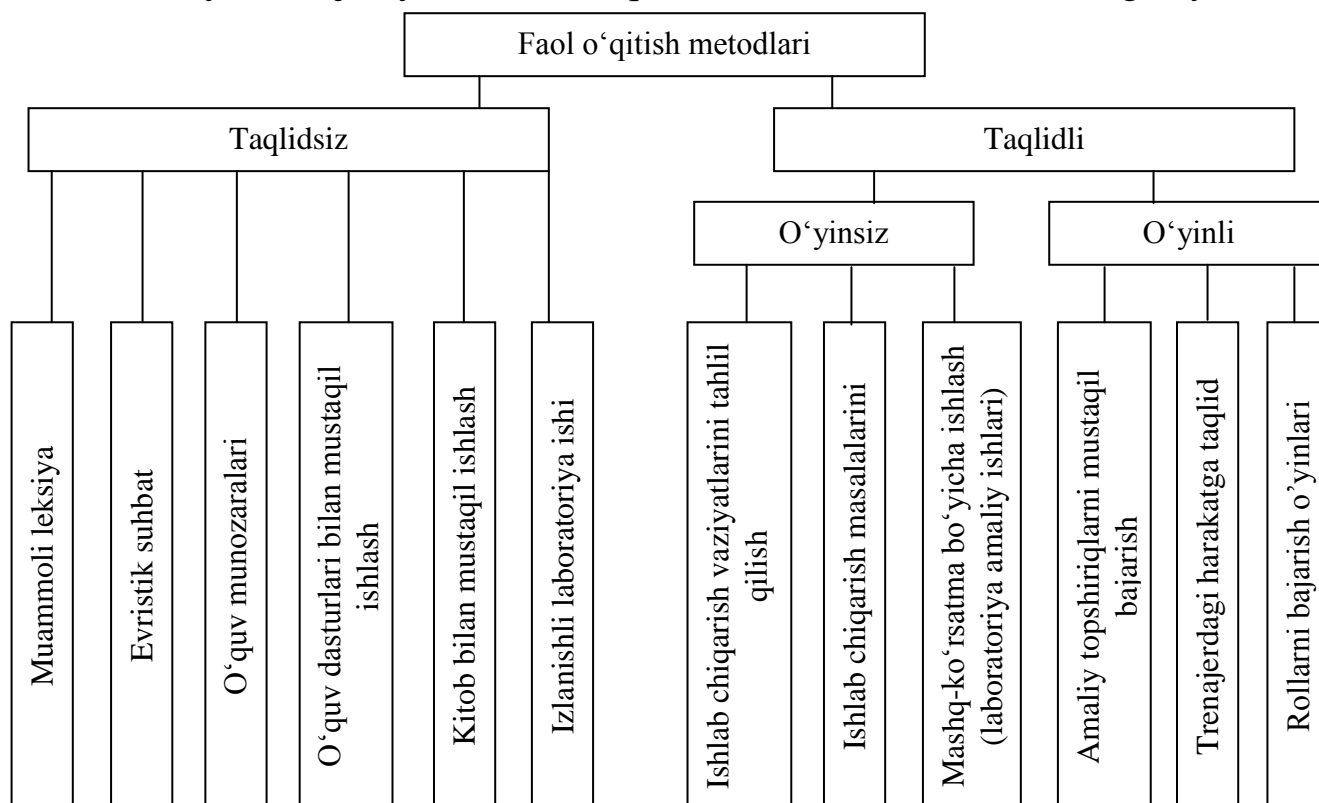 Faol o‘qitish metodlari
Taqlidsiz
Taqlidli
O‘yinsiz
O‘yinli
Muammoli leksiya
Evristik suhbat
O‘quv munozaralari
O‘quv dasturlari bilan mustaqil
ishlash
Kitob bilan mustaqil ishlash
Izlanishli laboratoriya ishi
Ishlab chiqarish vaziyatlarini tahlil
qilish
Ishlab chiqarish masalalarini
Mashq-ko‘rsatma bo‘yicha ishlash
(laboratoriya amaliy ishlari)
Amaliy topshiriqlarni mustaqil
bajarish
Trenajerdagi harakatga taqlid
Rollarni bajarish o’yinlari